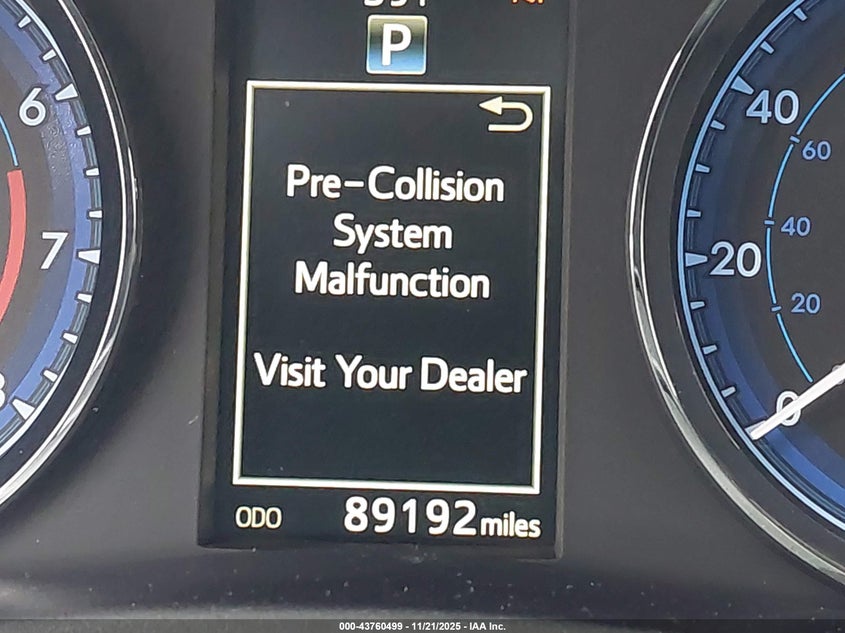 P
6
7
Pre-Collision
System
Malfunction
Visit Your Dealer
ODO 89192 miles
40
60
40
20
20
0
000-43760499 - 11/21/2025 - IAA Inc.